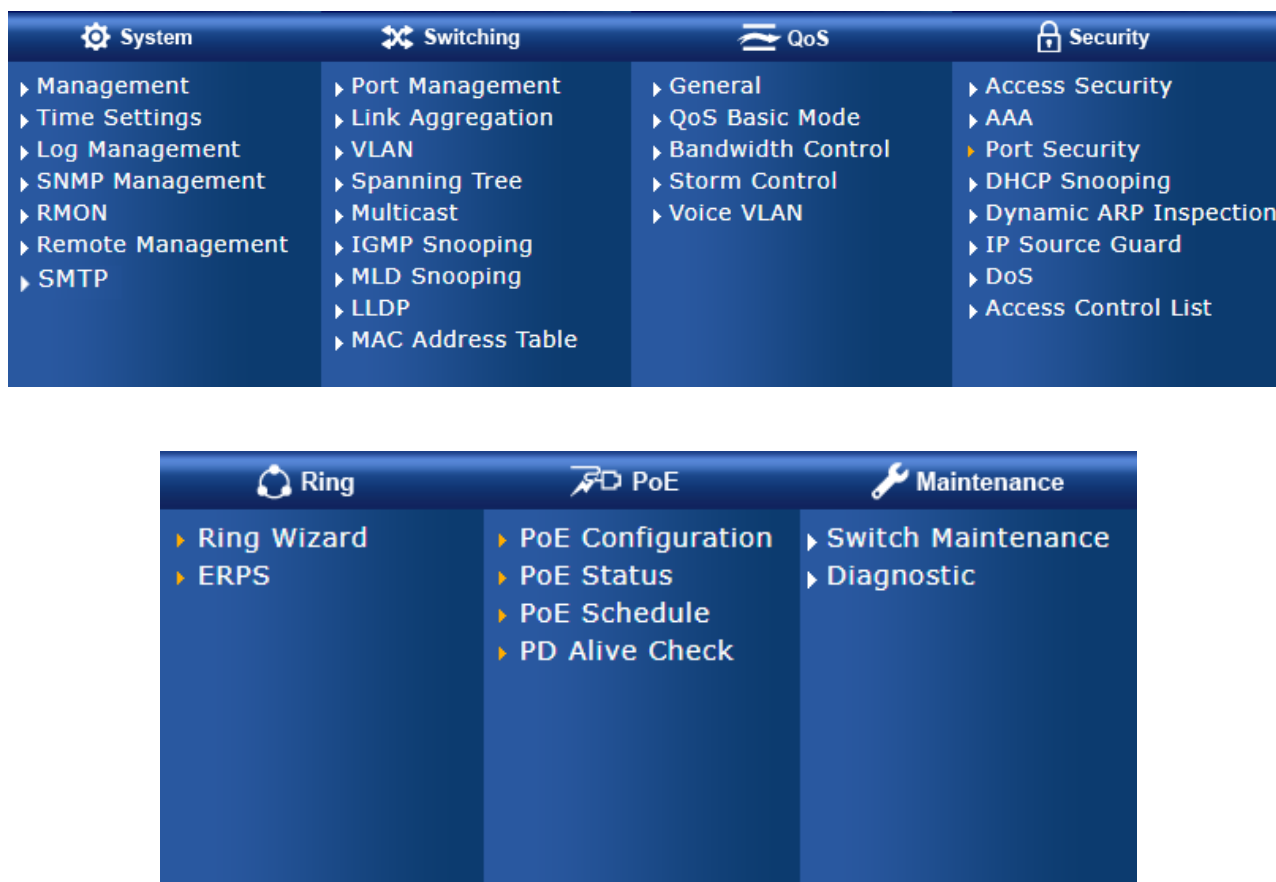 System
Management
Time Settings
Log Management
SNMP Management
RMON
Remote Management
SMTP
Switching
Port Management
Link Aggregation
VLAN
Spanning Tree
Multicast
IGMP Snooping
MLD Snooping
LLDP
MAC Address Table
QoS
General
QoS Basic Mode
Bandwidth Control
Storm Control
Voice VLAN
Security
Access Security
AAA
Port Security
DHCP Snooping
Dynamic ARP Inspection
IP Source Guard
DoS
Access Control List
Ring
Ring Wizard
ERPS
PoE
PoE Configuration
PoE Status
PoE Schedule
PD Alive Check
Maintenance
Switch Maintenance
Diagnostic